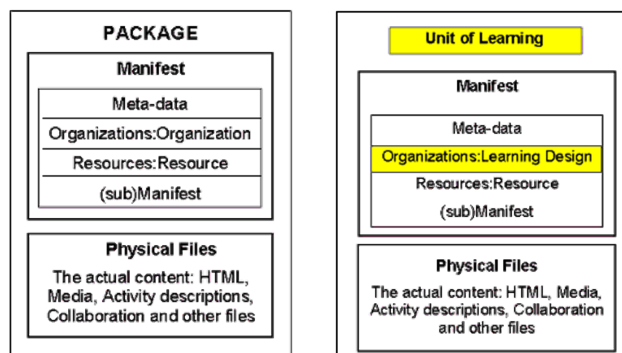 PACKAGE
Manifest
Meta-data
Organizations:Organization
Resources:Resource
(sub)Manifest
Physical Files
The actual content: HTML,
Media, Activity descriptions,
Collaboration and other files
Unit of Learning
Manifest
Meta-data
Organizations:Learning Design
Resources:Resource
(sub)Manifest
Physical Files
The actual content: HTML, Media,
Activity descriptions, Collaboration
and other files